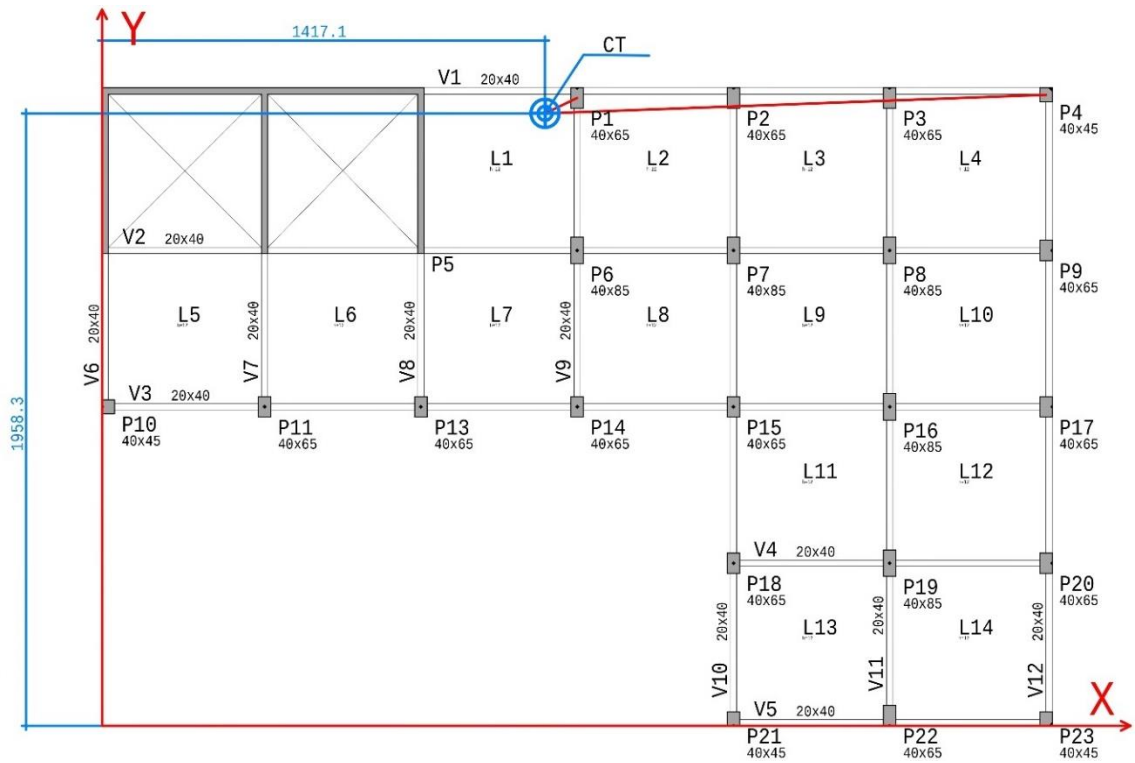 Y
1417.1
CT
V1 20x40
P1
40x65
P2
40x65
P3
40x65
P4
40x45
L1
L2
L3
L4
V2 20x40
P5
P6
40x85
P7
40x85
P8
40x85
P9
40x65
20x40
L5
20x40
L6
20x40
L7
20x40
L8
L9
L10
V6
V7
V8
V9
V3 20x40
P10
40x45
P11
40x65
P13
40x65
P14
40x65
P15
40x65
P16
40x85
P17
40x65
1958.3
L11
L12
V4 20x40
P18
40x65
P19
40x85
P20
40x65
20x40
L13
20x40
L14
20x40
V10
V11
V12
X
V5 20x40
P21
40x45
P22
40x65
P23
40x45